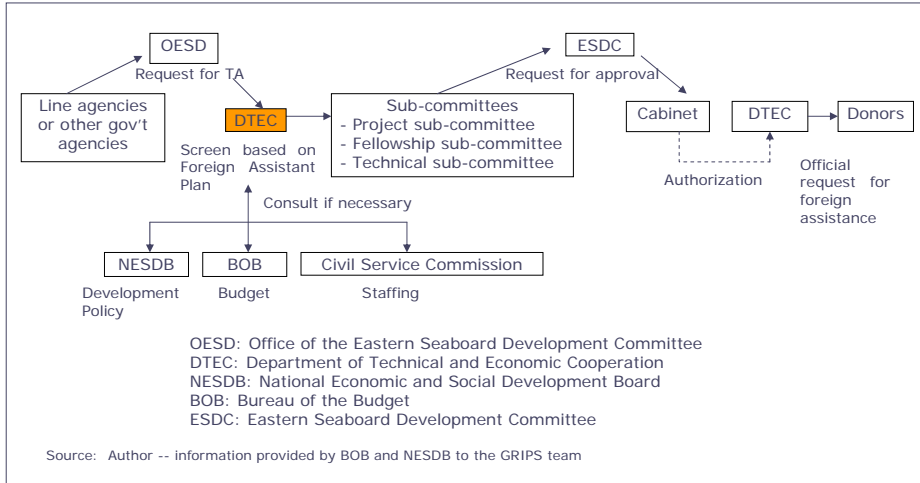 OESD
Request for TA
Line agencies
or other gov't
agencies
DTEC
Screen based on
Foreign Assistant
Plan
Sub-committees
- Project sub-committee
- Fellowship sub-committee
- Technical sub-committee
ESDC
Request for approval
Cabinet
DTEC
Donors
Authorization
Official
request for
foreign
assistance
Consult if necessary
NESDB
BOB
Civil Service Commission
Development
Policy
Budget
Staffing
OESD: Office of the Eastern Seaboard Development Committee
DTEC: Department of Technical and Economic Cooperation
NESDB: National Economic and Social Development Board
BOB: Bureau of the Budget
ESDC: Eastern Seaboard Development Committee
Source: Author -- information provided by BOB and NESDB to the GRIPS team